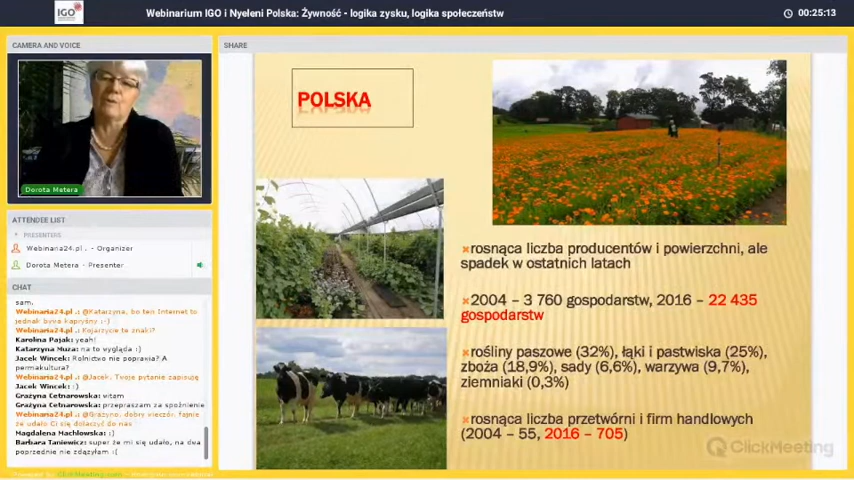 IGO
Webinarium IGO i Nyeleni Polska: Żywność - logika zysku, logika społeczeństw
00:25:13
CAMERA AND VOICE
Dorota Metera
ATTENDEE LIST
PRESENTERS
Webinaria24.pl . - Organizer
Dorota Metera - Presenter
CHAT
sam.
Webinaria24.pl .: @Katarzyna, bo ten Internet to
jednak bywa kapryśny :-)
Webinaria24.pl .: Kojarzycie te znaki?
Karolina Pająk: yeah!
Katarzyna Muza: na to wygląda :)
Jacek Wincek: Rolnictwo nie poprawia? A
permakultura?
Webinaria24.pl .: @Jacek, Twoje pytanie zapisuję
Jacek Wincek: :)
Grażyna Cetnarowska: witam
Grażyna Cetnarowska: przepraszam za spóźnienie
Webinaria24.pl .: @Grażyno, dobry wieczór, fajnie
że udało Ci się dołączyć do nas
Magdalena Machlowska: :)
Barbara Taniewicz: super że mi się udało, na dwa
poprzednie nie zdążyłam :(
SHARE
POLSKA
rosnąca liczba producentów i powierzchni, ale
spadek w ostatnich latach
2004 – 3 760 gospodarstw, 2016 – 22 435
gospodarstw
rośliny paszowe (32%), łąki i pastwiska (25%),
zboża (18,9%), sady (6,6%), warzywa (9,7%),
ziemniaki (0,3%)
rosnąca liczba przetwórni i firm handlowych
(2004 – 55, 2016 – 705)
ClickMeeting